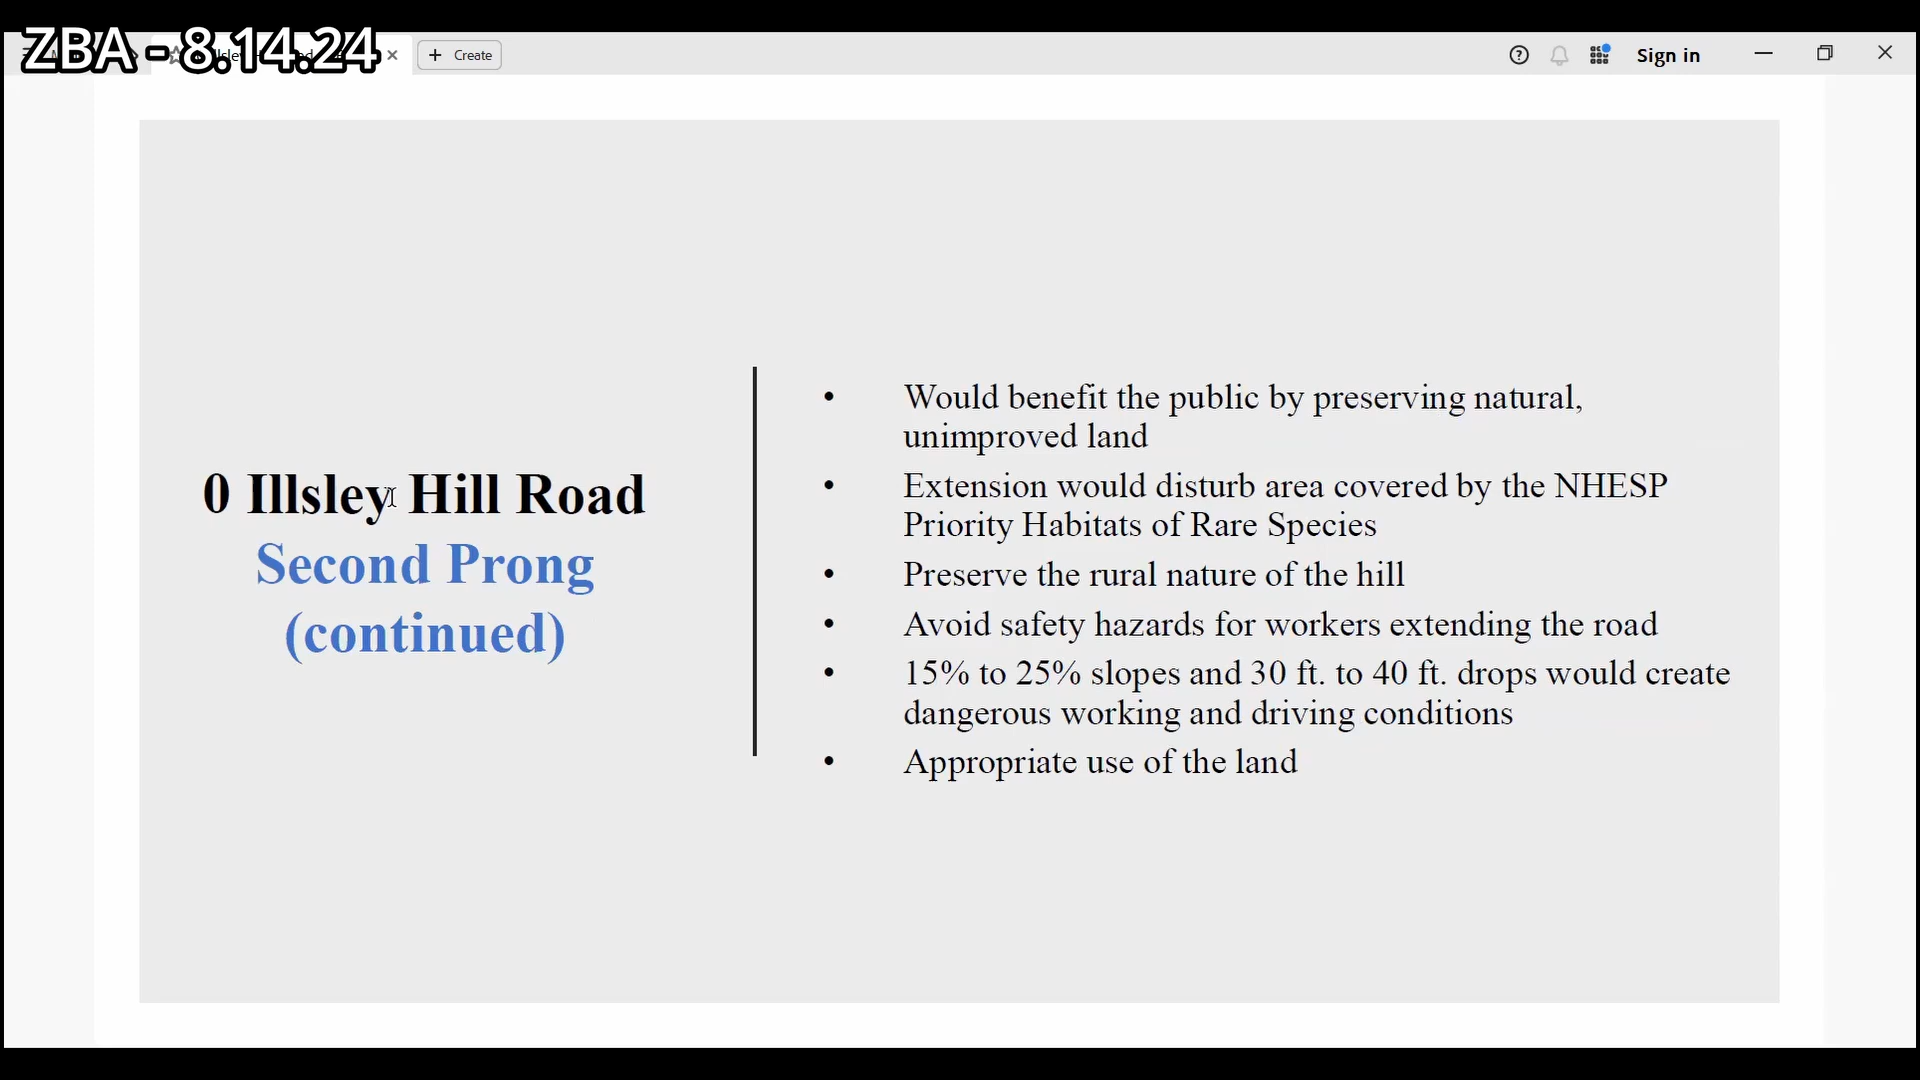 ZBA - 8.14.24
+ Create
Sign in
0 Illsley Hill Road
Second Prong
(continued)
• Would benefit the public by preserving natural,
unimproved land
• Extension would disturb area covered by the NHESP
Priority Habitats of Rare Species
• Preserve the rural nature of the hill
• Avoid safety hazards for workers extending the road
• 15% to 25% slopes and 30 ft. to 40 ft. drops would create
dangerous working and driving conditions
• Appropriate use of the land